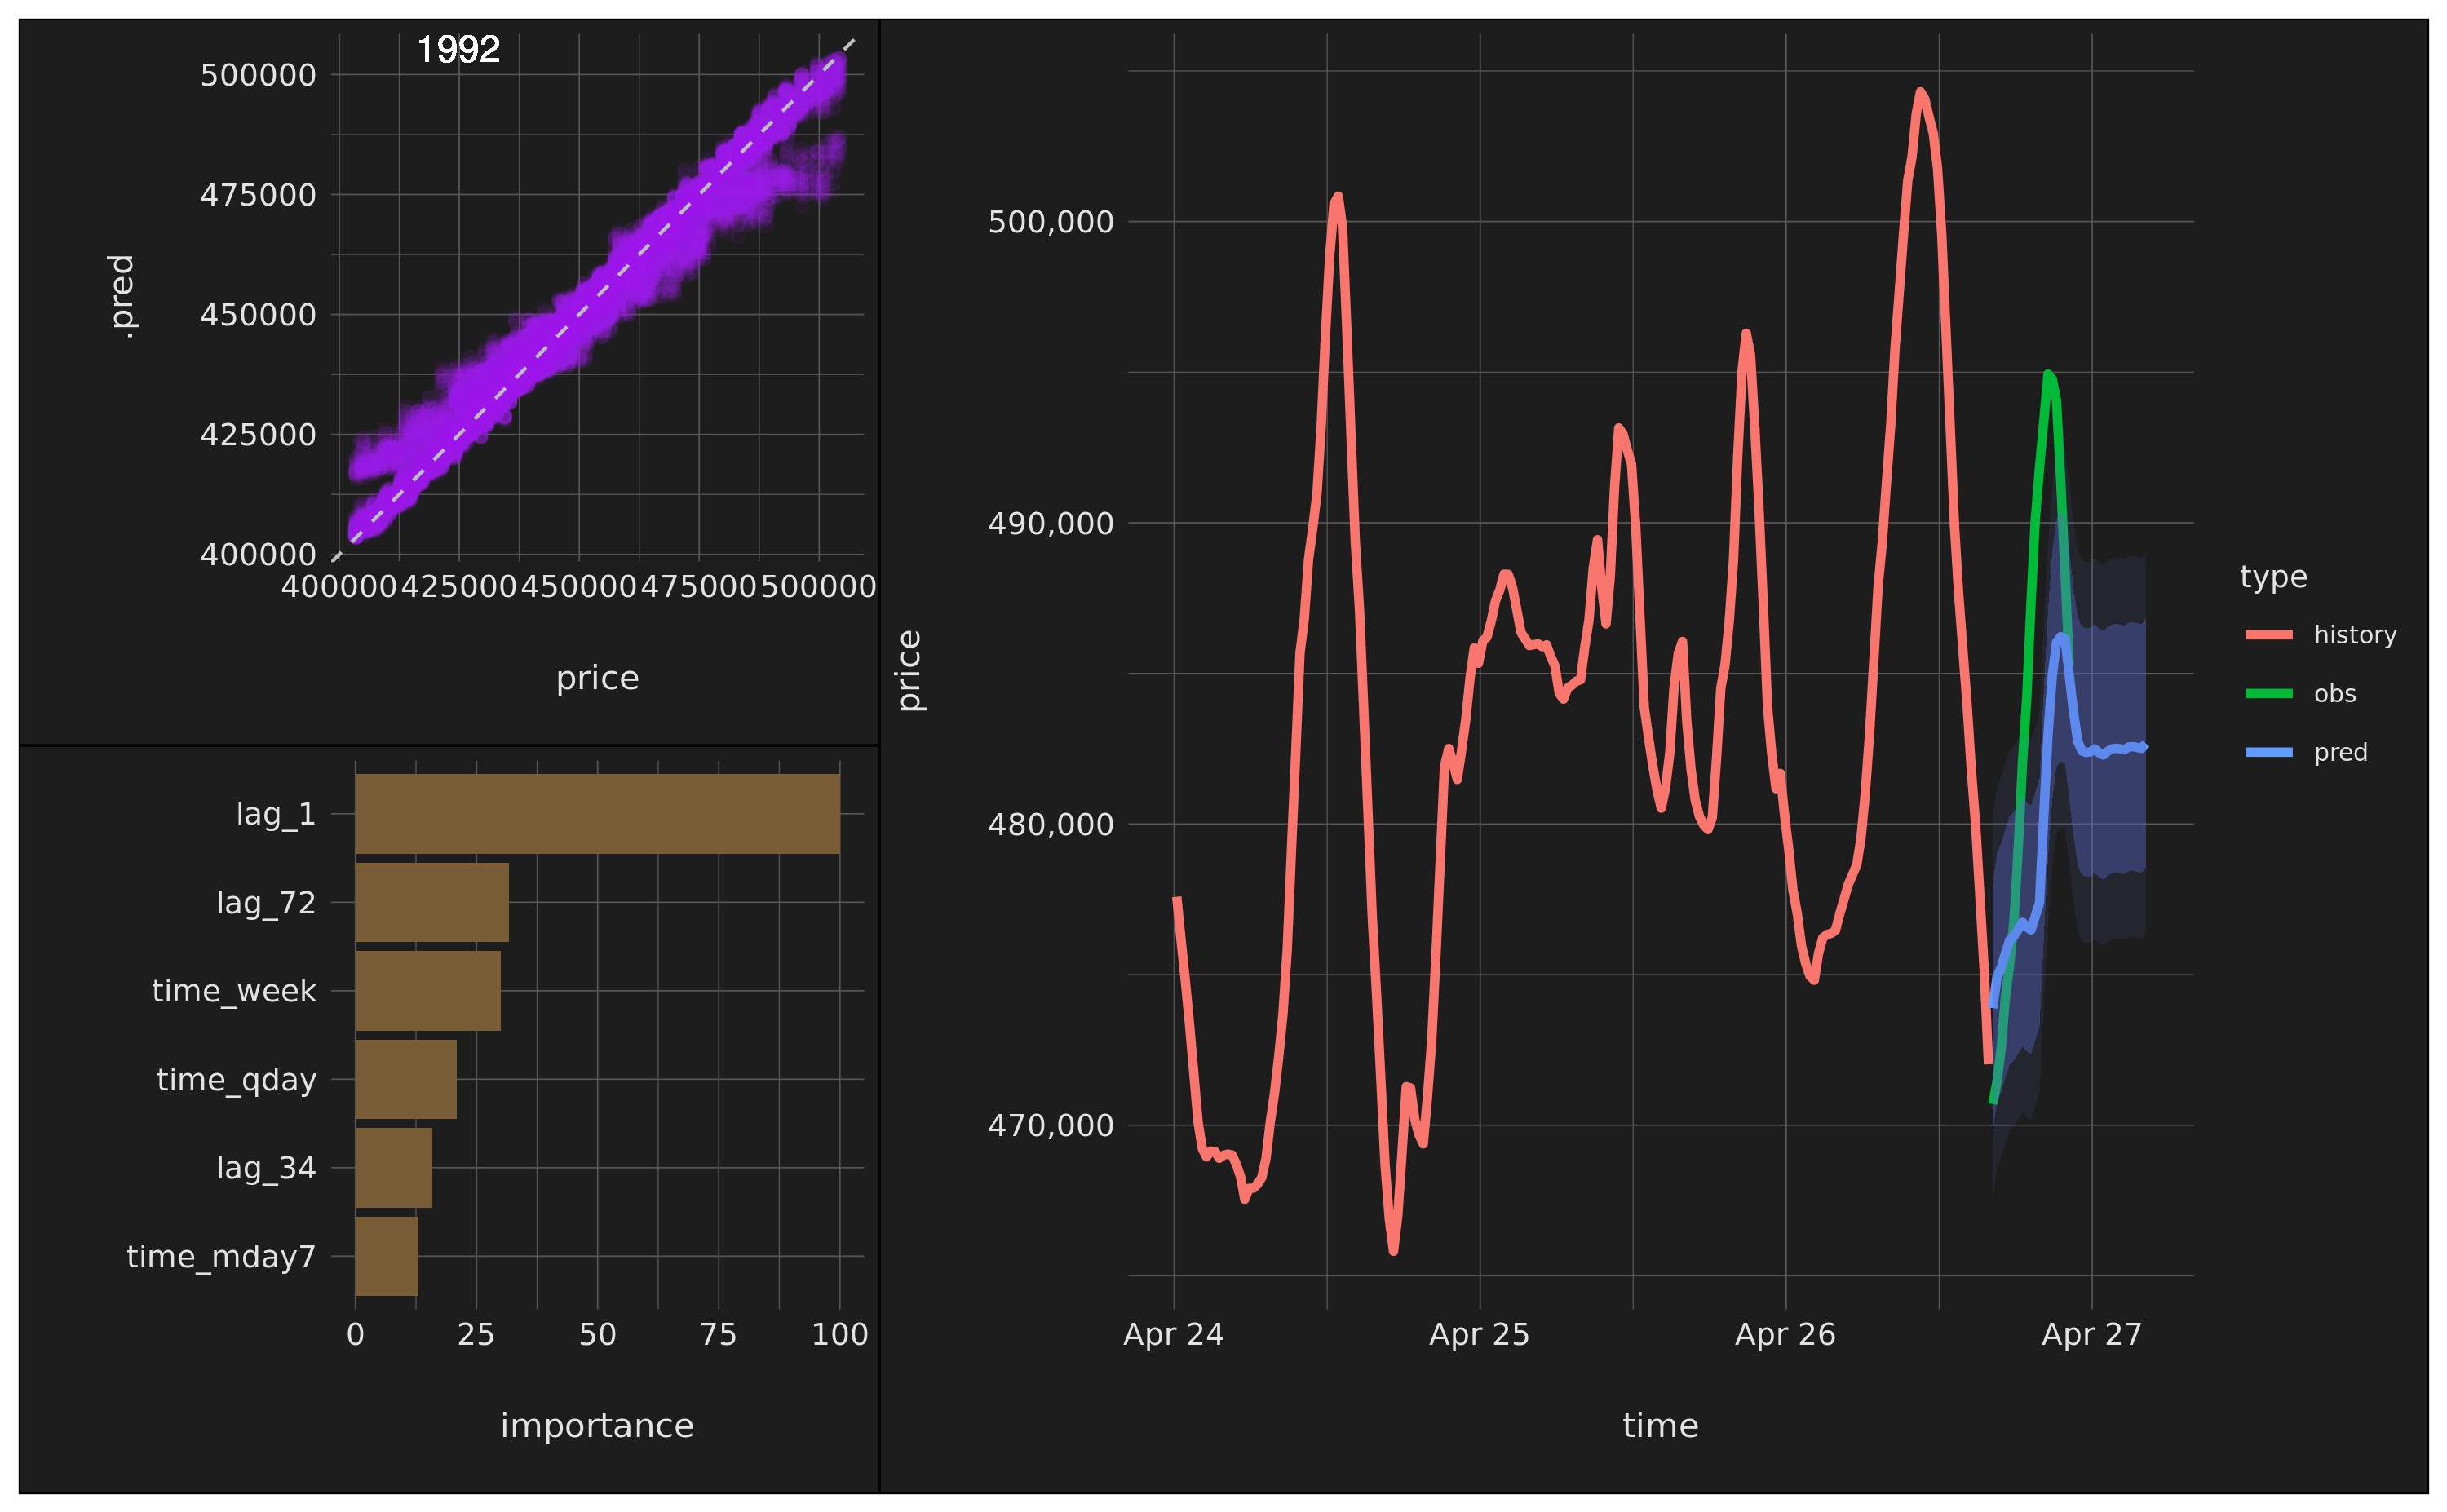 1992
500000
475000
450000
425000
400000
.pred
400000 425000 450000 475000 500000
price
lag_1
lag_72
time_week
time_qday
lag_34
time_mday7
0 25 50 75 100
importance
500,000
490,000
480,000
470,000
price
Apr 24 Apr 25 Apr 26 Apr 27
time
type
history
obs
pred